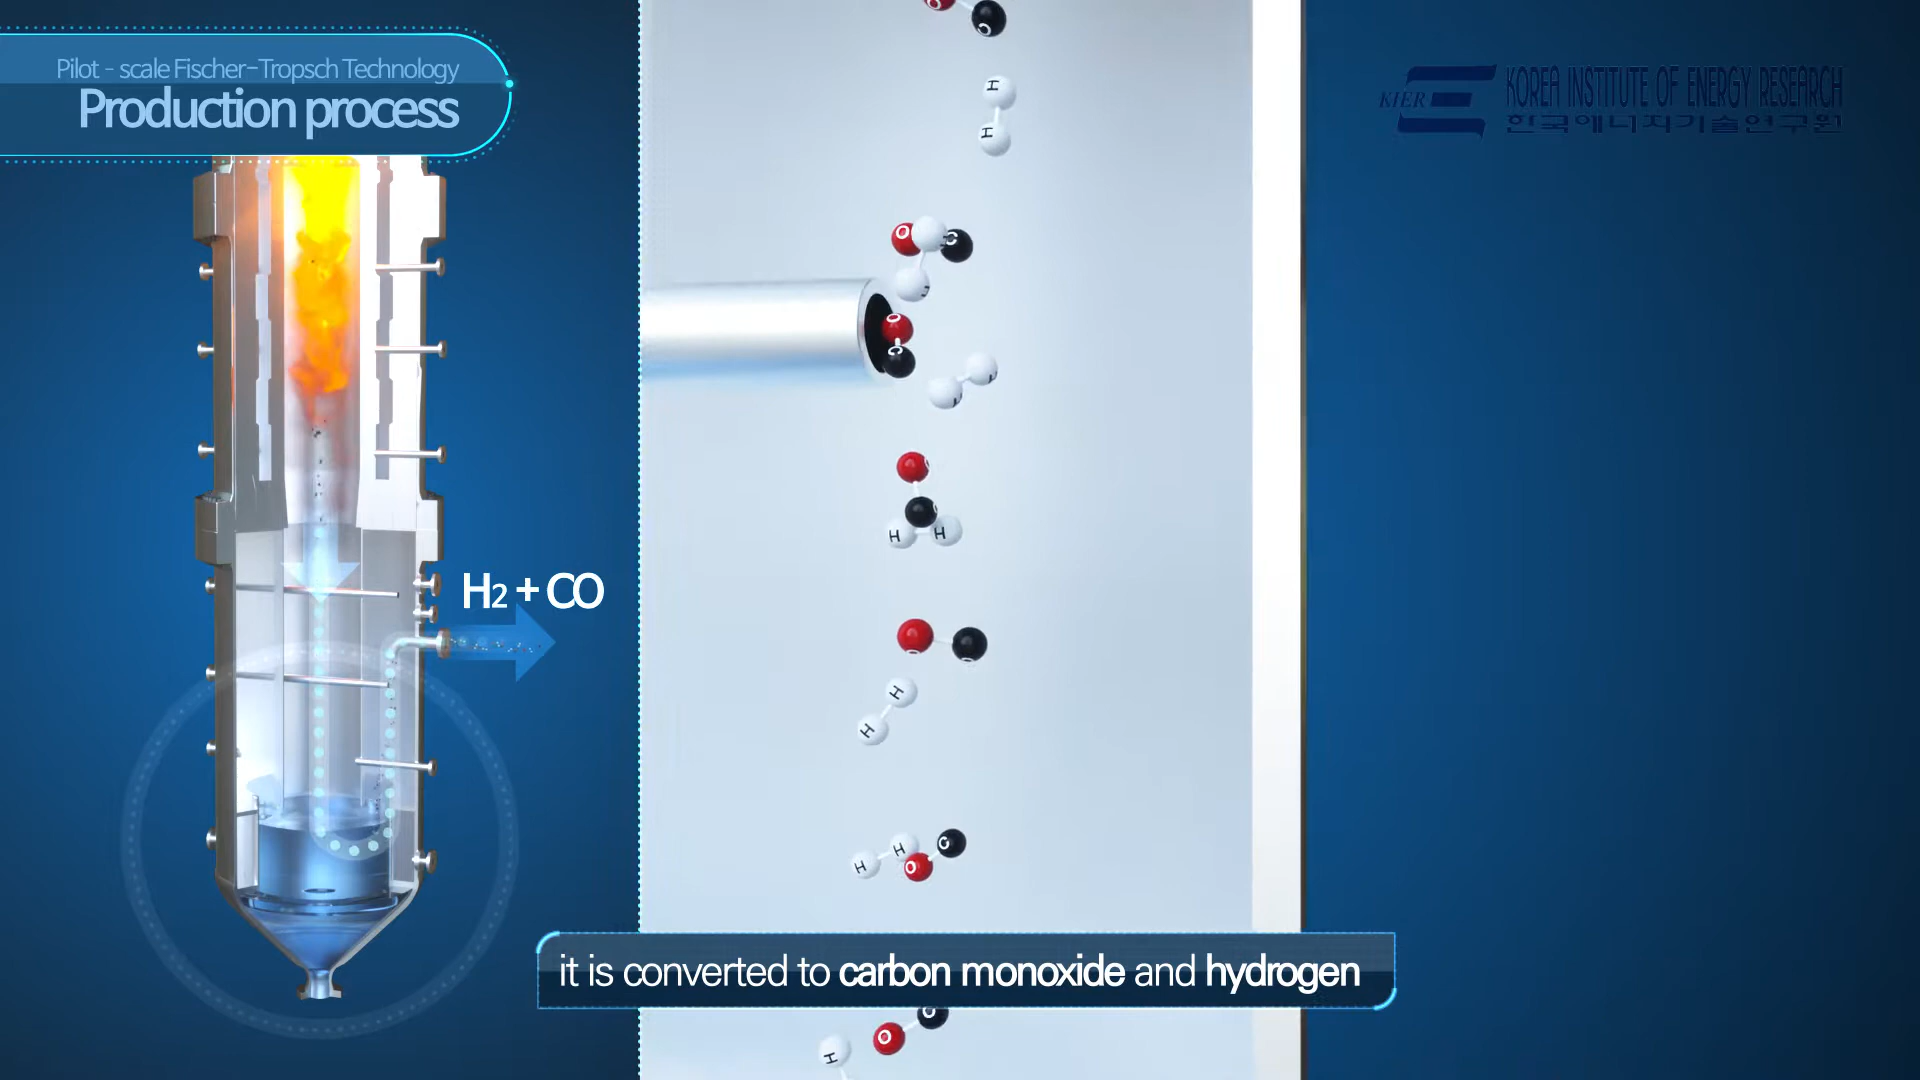 Pilot - scale Fischer-Tropsch Technology
Production process
KIER
KOREA INSTITUTE OF ENERGY RESEARCH
한국에너지기술연구원
C
H
H
O
C
O
C
H
H
H2 + CO
H
H
H
H
O
C
it is converted to carbon monoxide and hydrogen
C
O
H